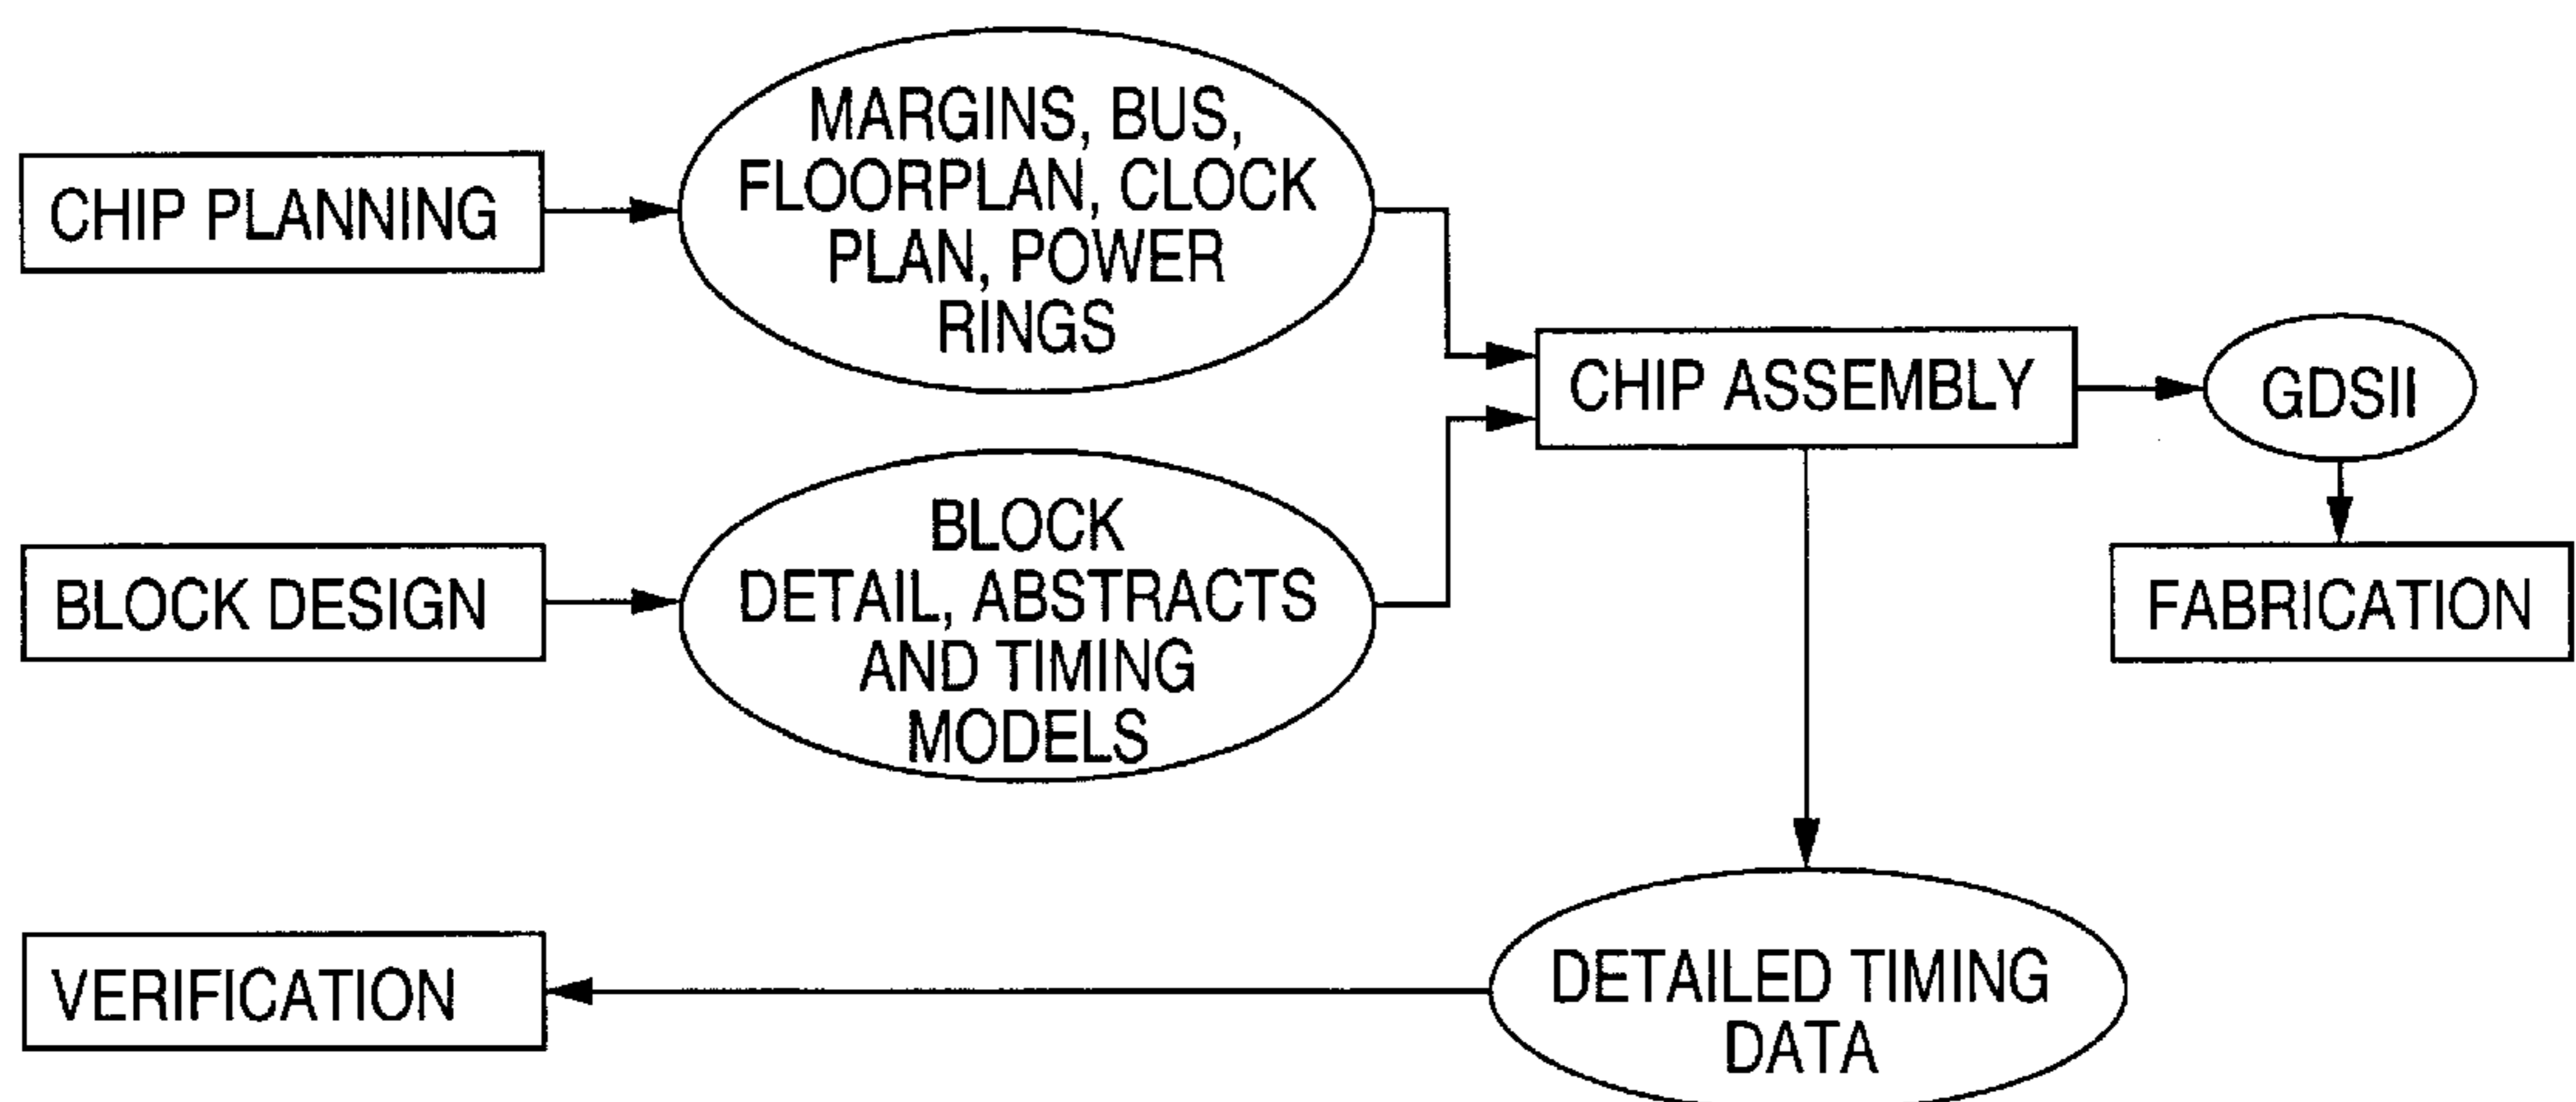 CHIP PLANNING
MARGINS, BUS,
FLOORPLAN, CLOCK
PLAN, POWER
RINGS
BLOCK DESIGN
BLOCK
DETAIL, ABSTRACTS
AND TIMING
MODELS
CHIP ASSEMBLY
GDSII
FABRICATION
VERIFICATION
DETAILED TIMING
DATA